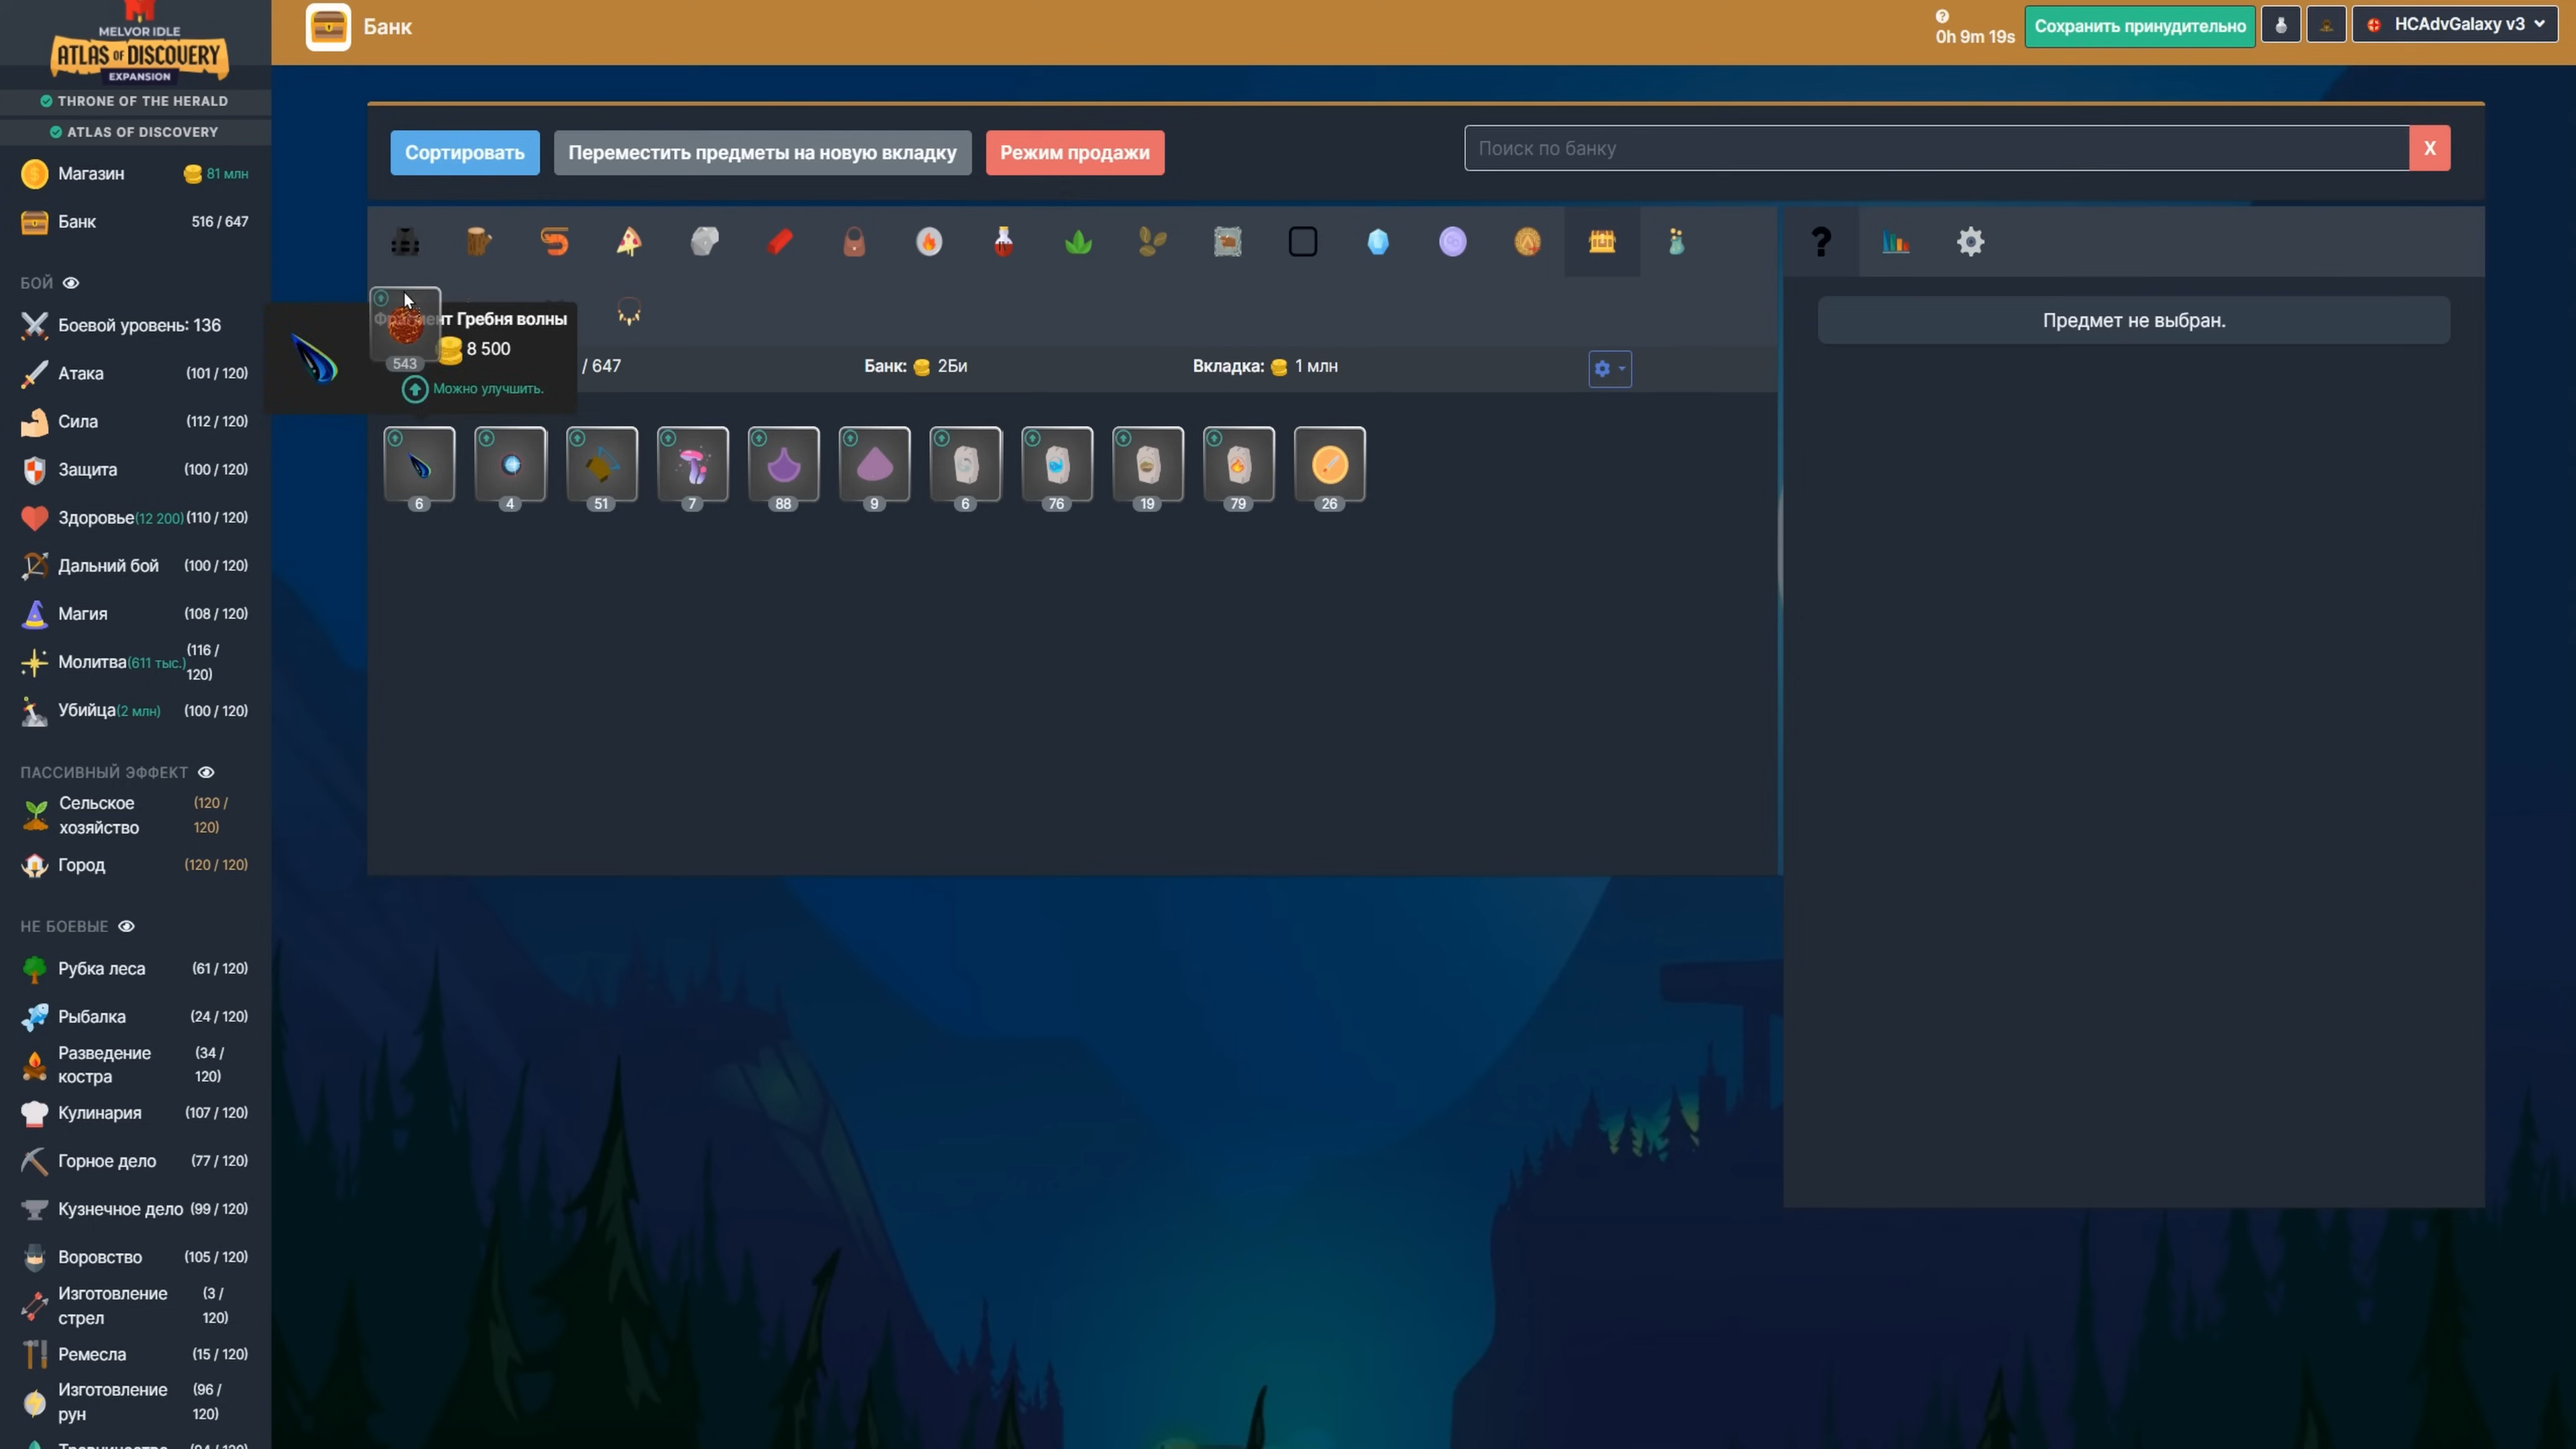 MELVOR IDLE
ATLAS OF DISCOVERY
EXPANSION
THRONE OF THE HERALD
ATLAS OF DISCOVERY
Магазин 81 млн
Банк 516 / 647
БОЙ
Боевой уровень: 136
Атака (101 / 120)
Сила (112 / 120)
Защита (100 / 120)
Здоровье(12 200) (110 / 120)
Дальний бой (100 / 120)
Магия (108 / 120)
Молитва(611 тыс.) (116 / 120)
Убийца(2 млн) (100 / 120)
ПАССИВНЫЙ ЭФФЕКТ
Сельское хозяйство (120 / 120)
Город (120 / 120)
НЕ БОЕВЫЕ
Рубка леса (61 / 120)
Рыбалка (24 / 120)
Разведение костра (34 / 120)
Кулинария (107 / 120)
Горное дело (77 / 120)
Кузнечное дело (99 / 120)
Воровство (105 / 120)
Изготовление стрел (3 / 120)
Ремесла (15 / 120)
Изготовление рун (96 / 120)
Банк
0h 9m 19s
Сохранить принудительно
HCAdvGalaxy v3
Сортировать
Переместить предметы на новую вкладку
Режим продажи
Поиск по банку
X
Фрагмент Гребня волны
8 500
543
Можно улучшить.
/ 647
Банк: 2Би
Вкладка: 1 млн
6 4 51 7 88 9 6 76 19 79 26
?
Предмет не выбран.